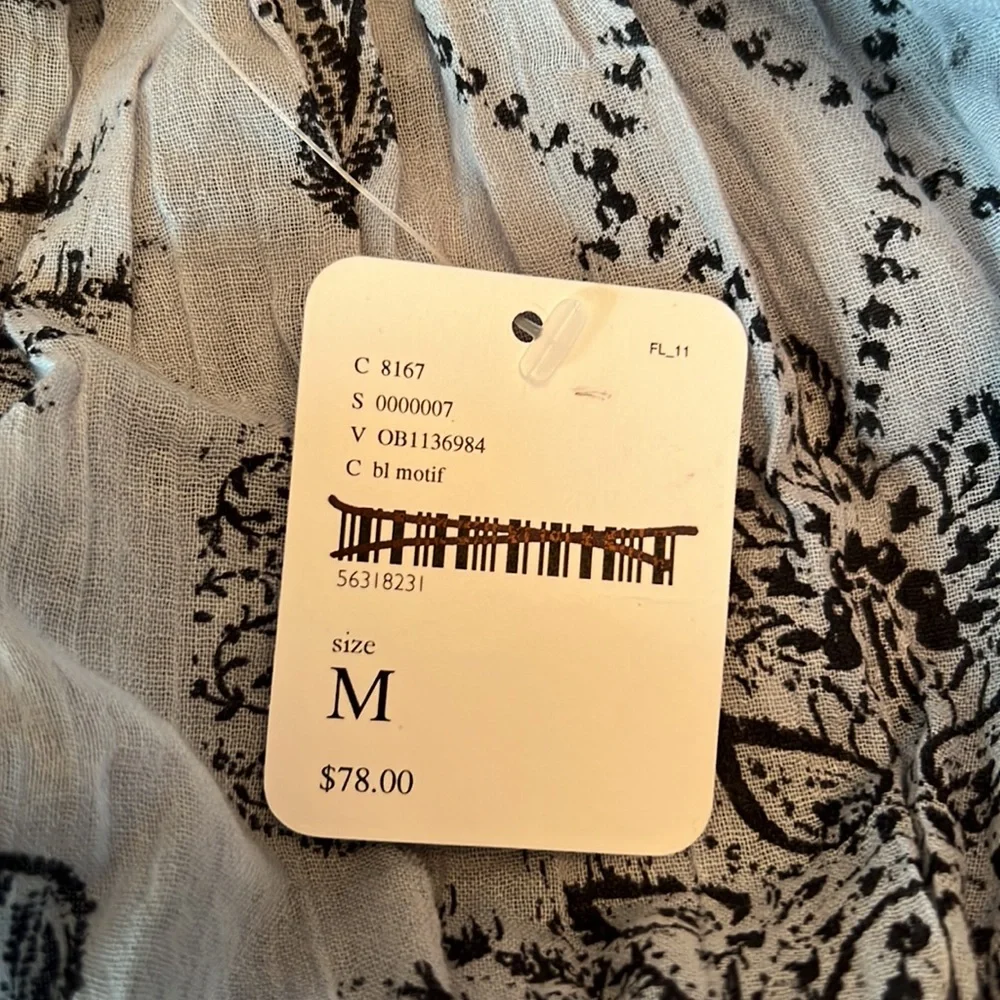 FL_11
C 8167
S 0000007
V OB1136984
C bl motif
56318231
size
M
$78.00